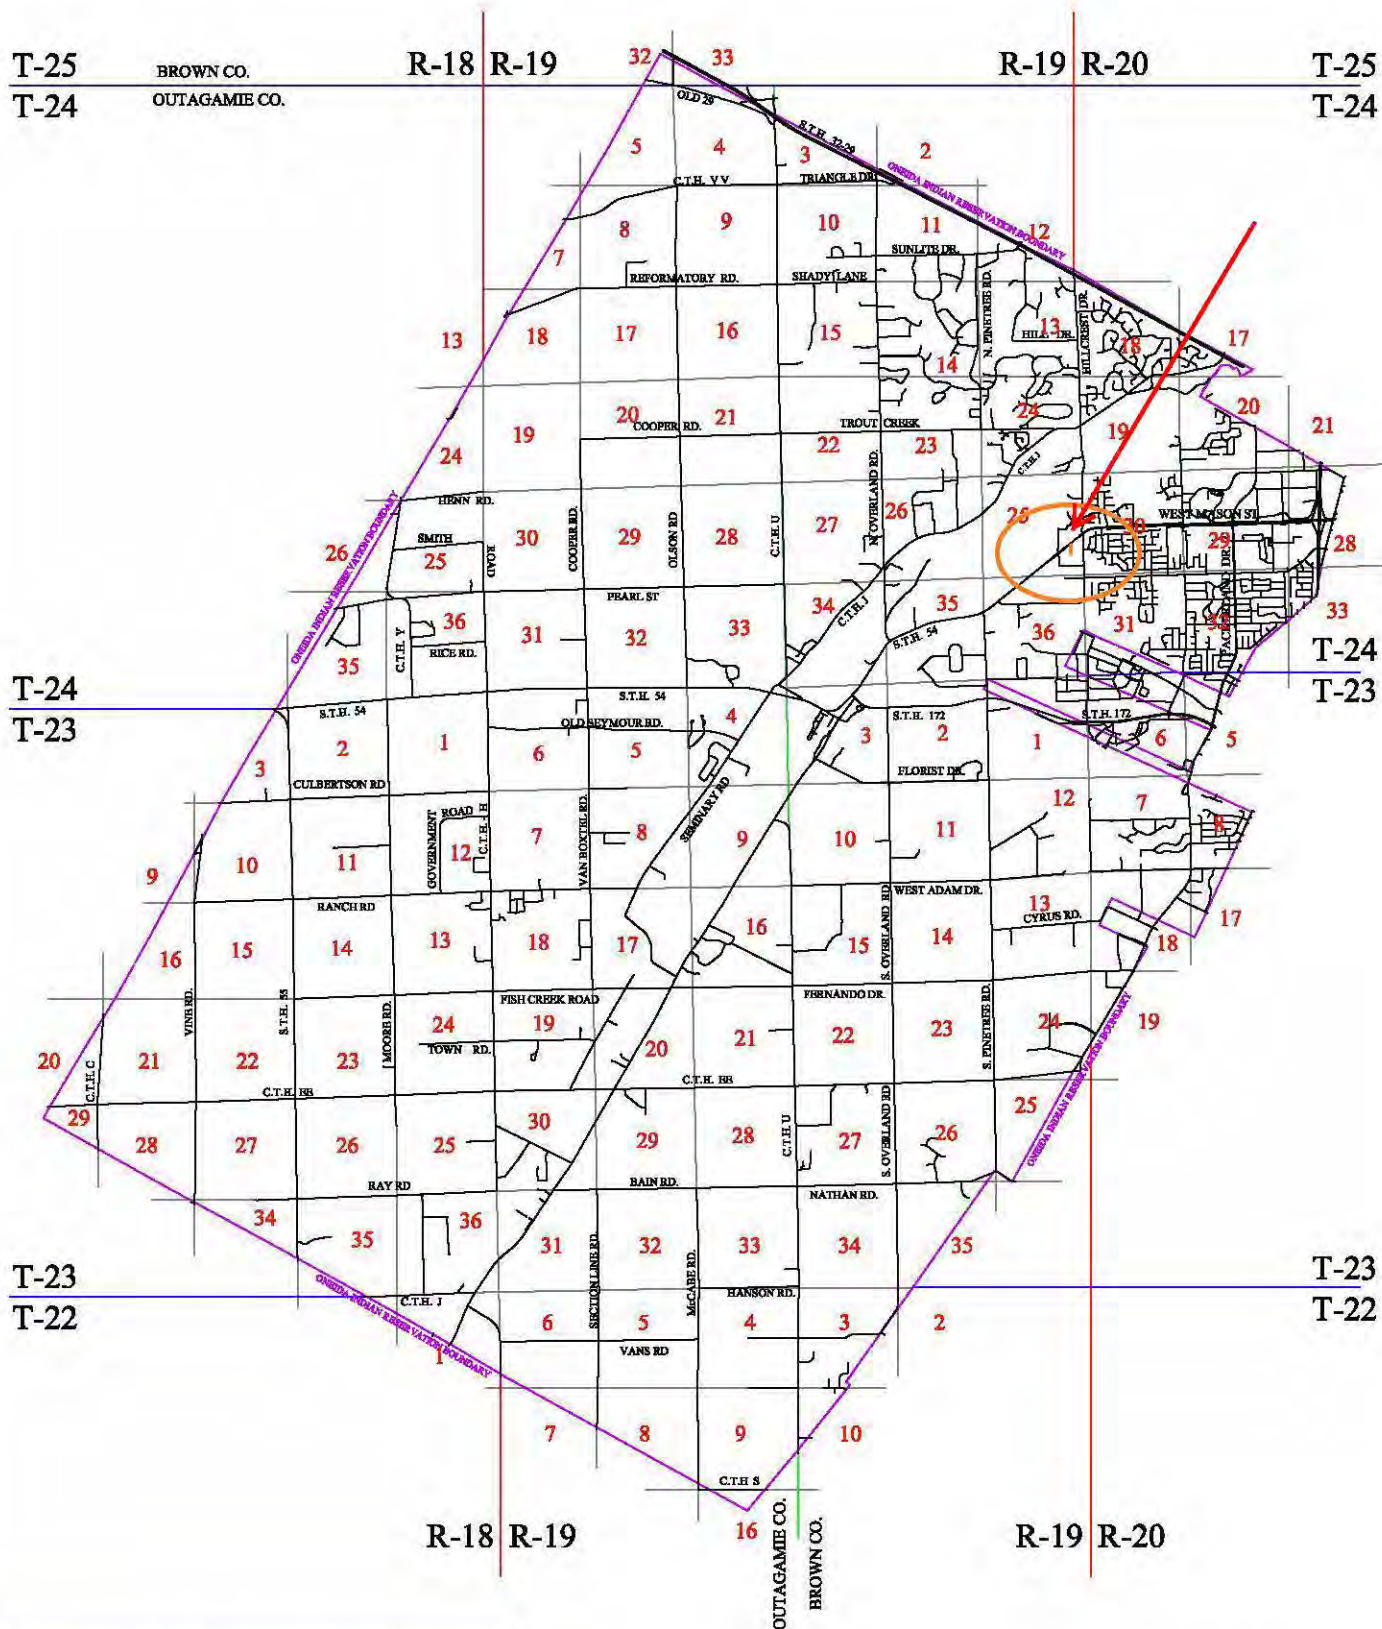 T-25 BROWN CO. R-18 R-19 32 33 R-19 R-20 T-25
T-24 OUTAGAMIE CO. T-24
OLD 29
S.T.H. 32-29
5 4 3 2
ONEIDA INDIAN RESERVATION BOUNDARY
C.T.H. VV TRIANGLE DR.
7 8 9 10 11 12
SUNLITE DR.
REFORMATORY RD. SHADY LANE
N. PINETREE RD.
HILLCREST DR.
13 18 17 16 15 14 13 18 17
HILL DR.
24 19 20 21 22 23 24 19 20 21
COOPER RD. TROUT CREEK
C.T.H. J
HENN RD.
N. OVERLAND RD.
ONEIDA INDIAN RESERVATION BOUNDARY
WEST MASON ST.
SMITH
ROAD
COOPER RD.
OLSON RD
C.T.H. U
26 25 30 29 28 27 26 25 30 29 28
PACKERLAND DR.
PEARL ST
C.T.H. J
35 36 31 32 33 34 35 36 31 32 33
C.T.H. Y
RICE RD.
S.T.H. 54
T-24 T-24
T-23 T-23
S.T.H. 54
S.T.H. 54
OLD SEYMOUR RD.
S.T.H. 172
S.T.H. 172
3 2 1 6 5 4 3 2 1 6 5
CULBERTSON RD
FLORIST DR.
SEMINARY RD
GOVERNMENT
ROAD
C.T.H. H
VAN BOXTEL RD.
9 10 11 12 7 8 9 10 11 12 7 8
RANCH RD
WEST ADAM DR.
CYRUS RD.
S. OVERLAND RD
16 15 14 13 18 17 16 15 14 13 18 17
VINE RD.
S.T.H. 55
MOORE RD.
FISH CREEK ROAD
FERNANDO DR.
S. PINETREE RD.
ONEIDA INDIAN RESERVATION BOUNDARY
20 21 22 23 24 19 20 21 22 23 24 19
TOWN RD.
C.T.H. C
C.T.H. EE
C.T.H. EE
29 28 27 26 25 30 29 28 27 26 25
C.T.H. U
S. OVERLAND RD
RAY RD
BAIN RD.
NATHAN RD.
34 35 36 31 32 33 34 35
SECTION LINE RD.
McCABE RD.
T-23 T-23
T-22 T-22
ONEIDA INDIAN RESERVATION BOUNDARY
C.T.H. J
HANSON RD.
1 6 5 4 3 2
VANS RD
7 8 9 10
C.T.H S
16
OUTAGAMIE CO.
BROWN CO.
R-18 R-19 R-19 R-20